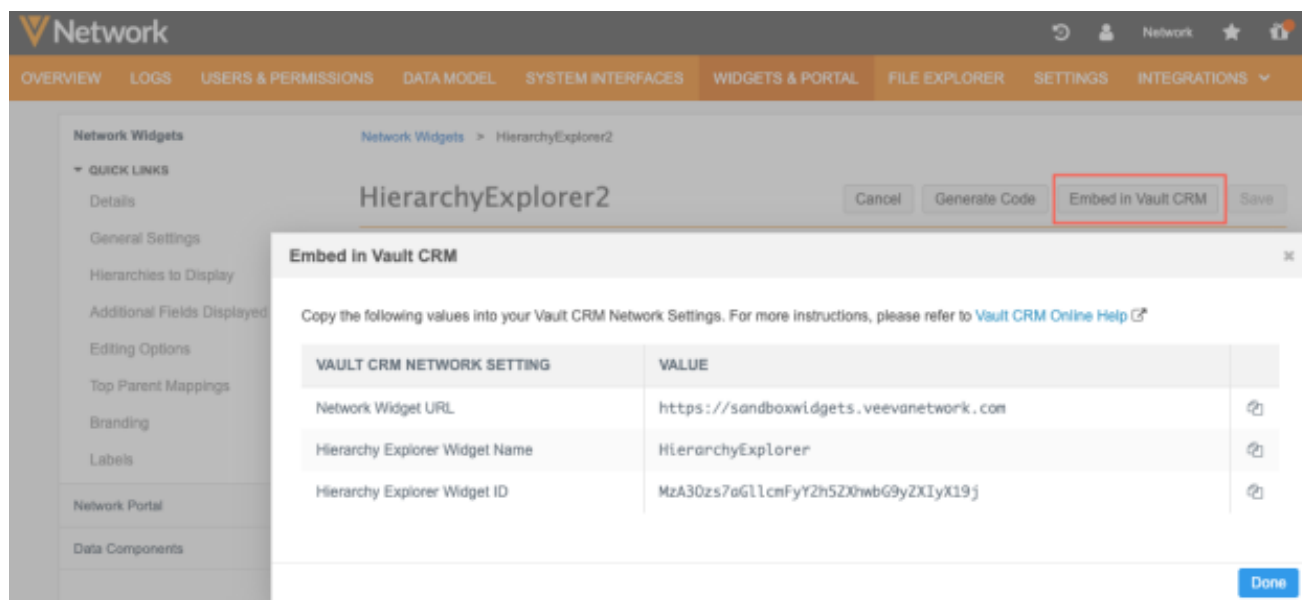 Network
Network
OVERVIEW LOGS USERS & PERMISSIONS DATA MODEL SYSTEM INTERFACES WIDGETS & PORTAL FILE EXPLORER SETTINGS INTEGRATIONS
Network Widgets
Network Widgets > HierarchyExplorer2
QUICK LINKS
Details
HierarchyExplorer2
Cancel Generate Code Embed in Vault CRM Save
General Settings
Hierarchies to Display
Additional Fields Displayed
Editing Options
Top Parent Mappings
Branding
Labels
Network Portal
Data Components
Embed in Vault CRM
Copy the following values into your Vault CRM Network Settings. For more instructions, please refer to Vault CRM Online Help
VAULT CRM NETWORK SETTING VALUE
Network Widget URL https://sandboxwidgets.veevanetwork.com
Hierarchy Explorer Widget Name HierarchyExplorer
Hierarchy Explorer Widget ID MzA3Ozs7aGllcmFyY2h5ZXhwbG9yZXIyX19j
Done